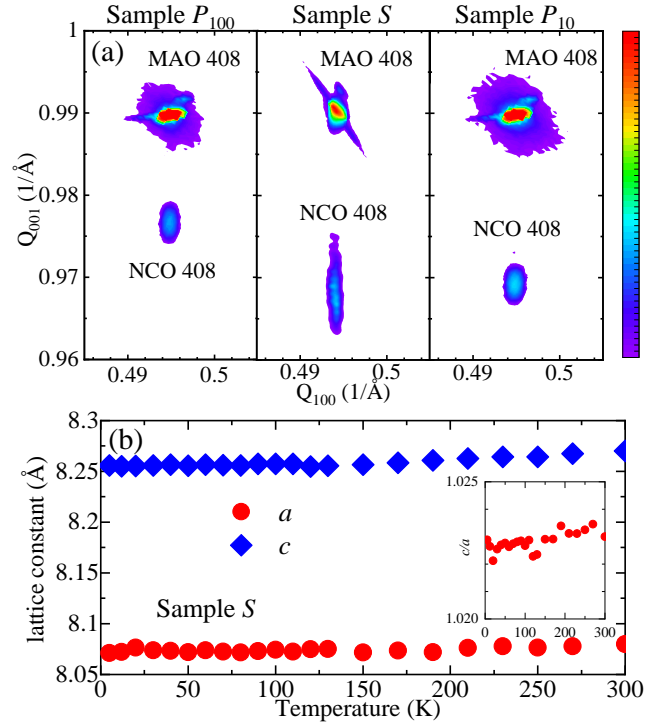 Sample P100 Sample S Sample P10
(a)
MAO 408 MAO 408 MAO 408
NCO 408 NCO 408 NCO 408
1
0.99
0.98
0.97
0.96
Q001 (1/Å)
0.49 0.5 0.49 0.5 0.49 0.5
Q100 (1/Å)
(b)
8.3
8.25
8.2
8.15
8.1
8.05
lattice constant (Å)
a
c
Sample S
1.025
1.020
c/a
0 100 200 300
0 50 100 150 200 250 300
Temperature (K)